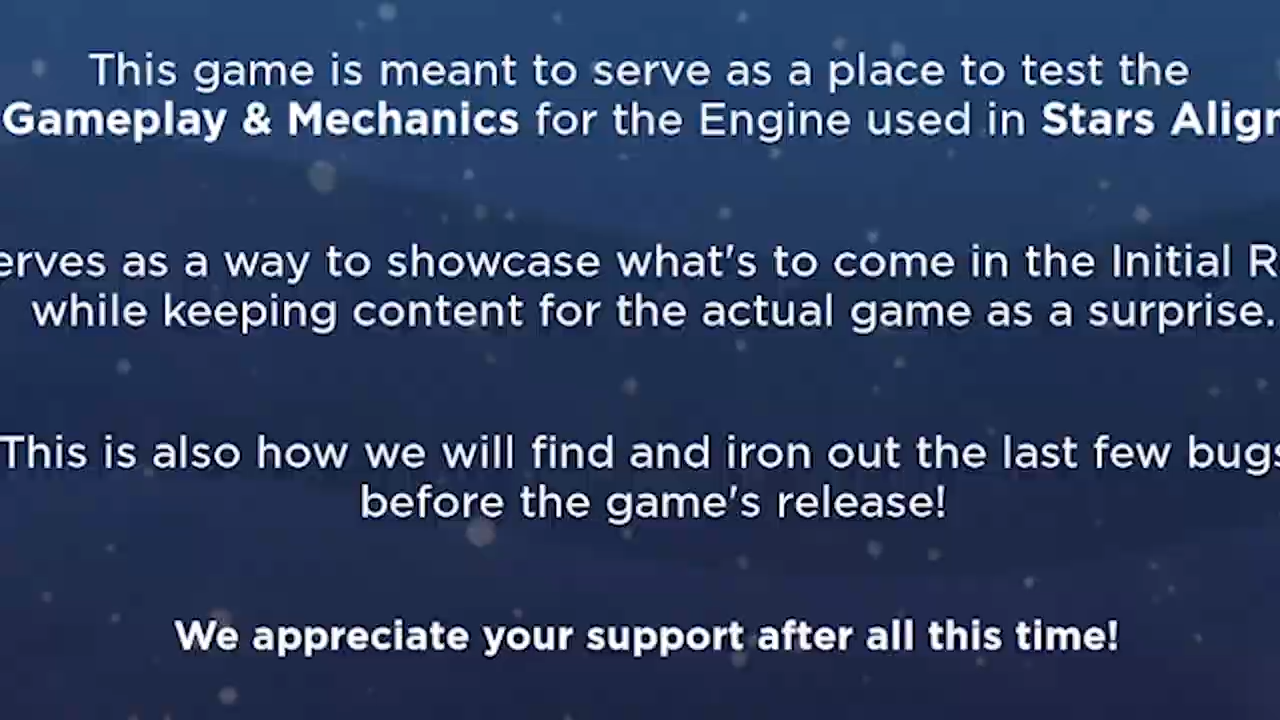 This game is meant to serve as a place to test the
Gameplay & Mechanics for the Engine used in Stars Align
erves as a way to showcase what's to come in the Initial R
while keeping content for the actual game as a surprise.
This is also how we will find and iron out the last few bugs
before the game's release!
We appreciate your support after all this time!